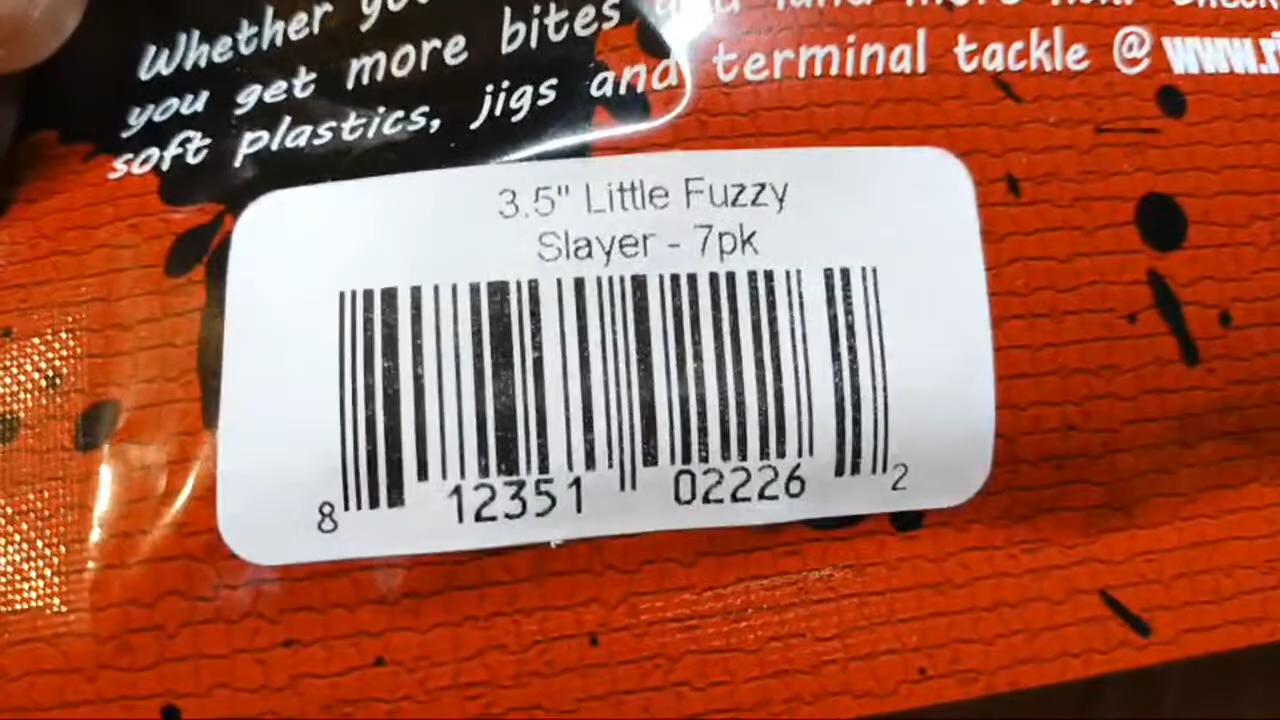 Whether
you get more bites
soft plastics, jigs and terminal tackle @
3.5" Little Fuzzy
Slayer - 7pk
8 12351 02226 2